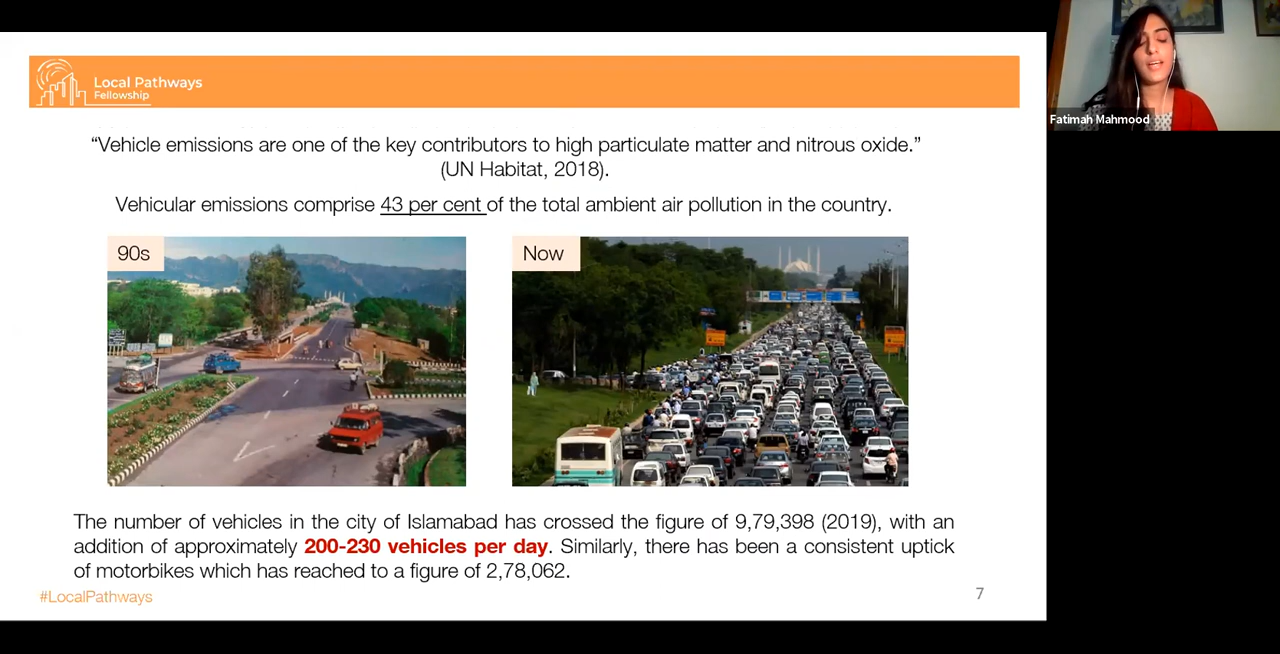 Local Pathways
Fellowship
Fatimah Mahmood
“Vehicle emissions are one of the key contributors to high particulate matter and nitrous oxide.”
(UN Habitat, 2018).
Vehicular emissions comprise 43 per cent of the total ambient air pollution in the country.
90s
Now
The number of vehicles in the city of Islamabad has crossed the figure of 9,79,398 (2019), with an
addition of approximately 200-230 vehicles per day. Similarly, there has been a consistent uptick
of motorbikes which has reached to a figure of 2,78,062.
#LocalPathways
7